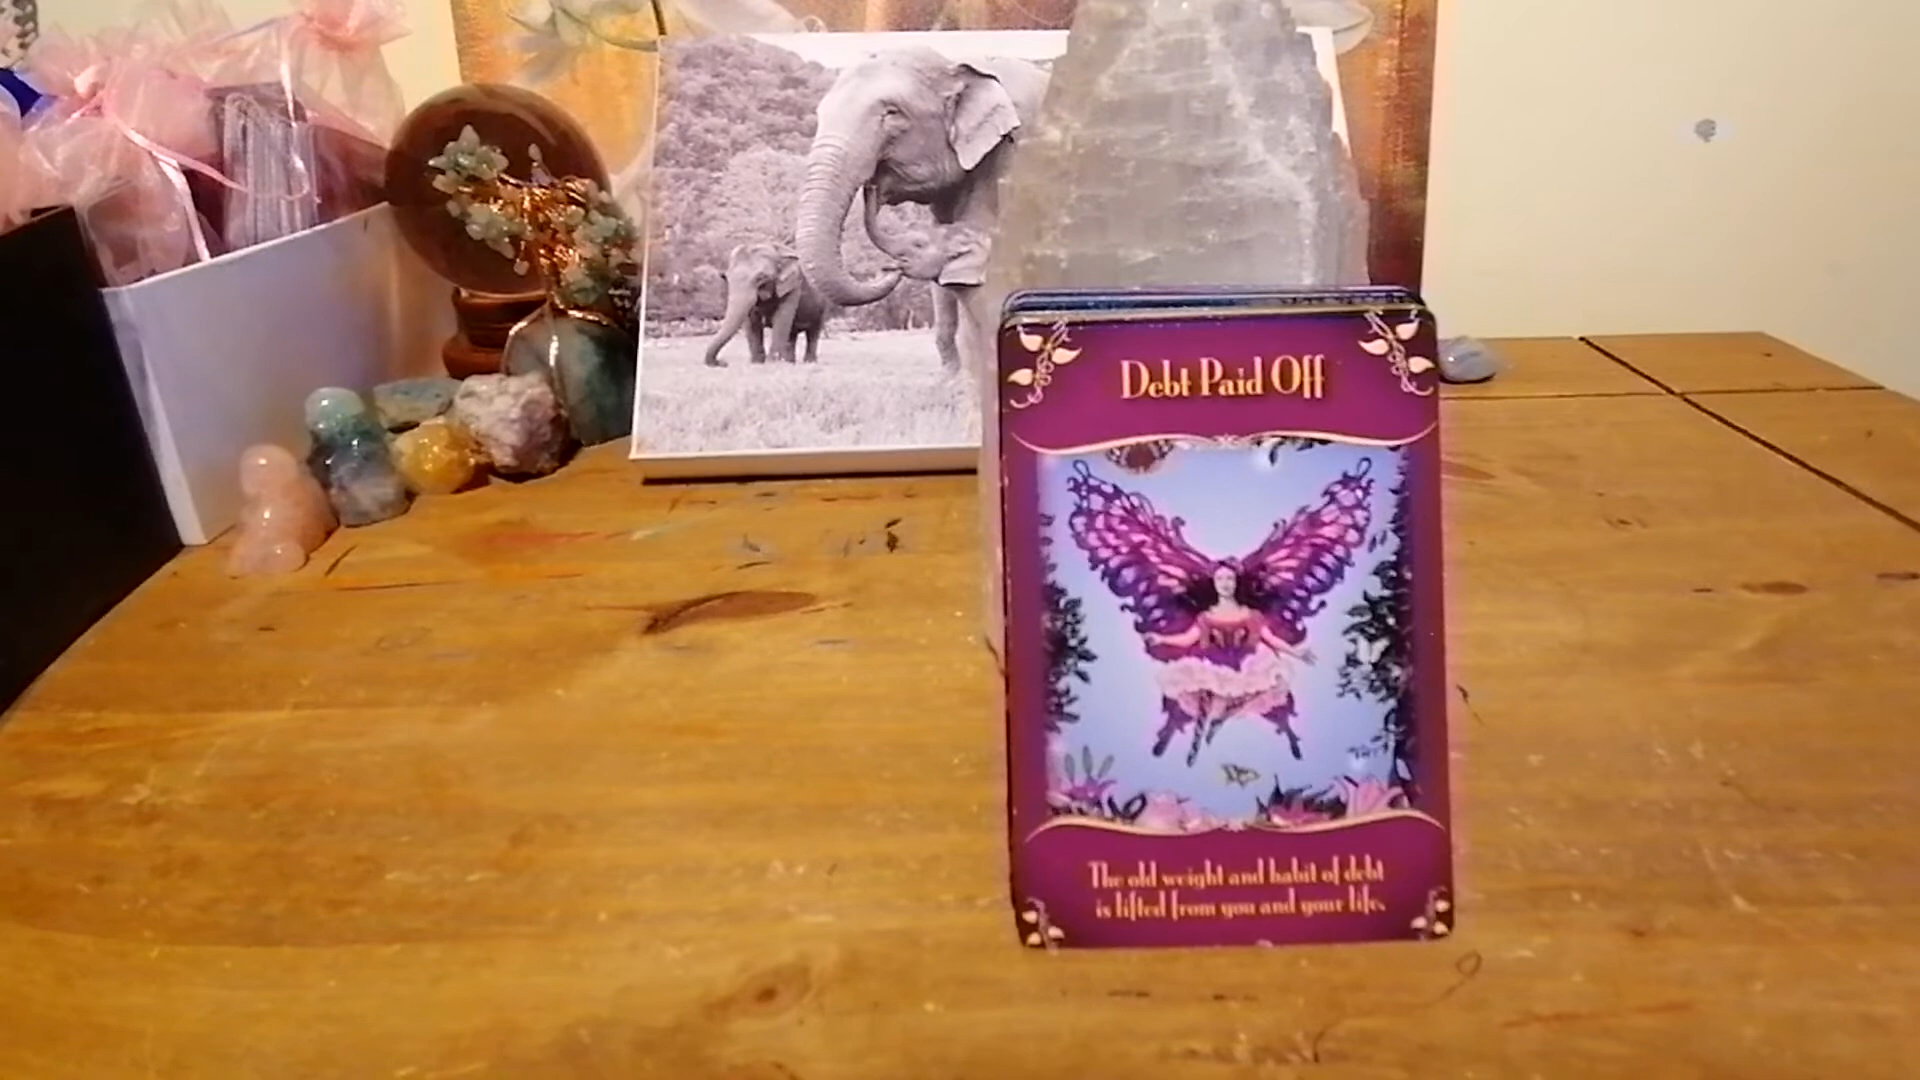 Debt Paid Off
The old weight and habit of debt
is lifted from you and your life.